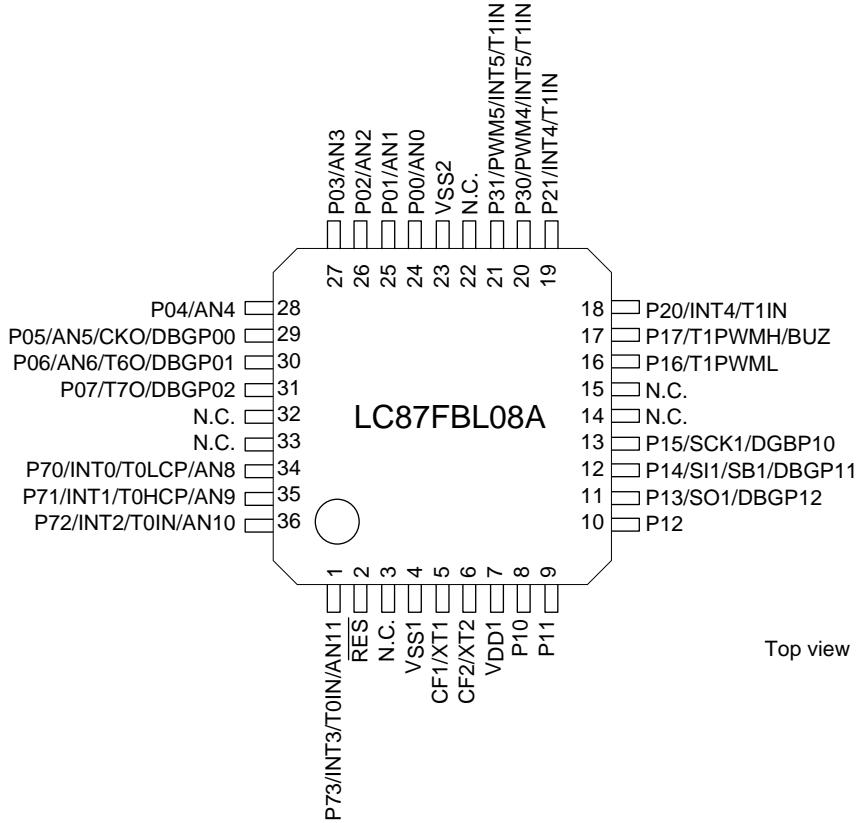 P03/AN3
P02/AN2
P01/AN1
P00/AN0
VSS2
N.C.
P31/PWM5/INT5/T1IN
P30/PWM4/INT5/T1IN
P21/INT4/T1IN
27
26
25
24
23
22
21
20
19
P04/AN4 28
P05/AN5/CKO/DBGP00 29
P06/AN6/T6O/DBGP01 30
P07/T7O/DBGP02 31
N.C. 32
N.C. 33
P70/INT0/T0LCP/AN8 34
P71/INT1/T0HCP/AN9 35
P72/INT2/T0IN/AN10 36
LC87FBL08A
18 P20/INT4/T1IN
17 P17/T1PWMH/BUZ
16 P16/T1PWML
15 N.C.
14 N.C.
13 P15/SCK1/DGBP10
12 P14/SI1/SB1/DBGP11
11 P13/SO1/DBGP12
10 P12
1
2
3
4
5
6
7
8
9
P73/INT3/T0IN/AN11
RES
N.C.
VSS1
CF1/XT1
CF2/XT2
VDD1
P10
P11
Top view